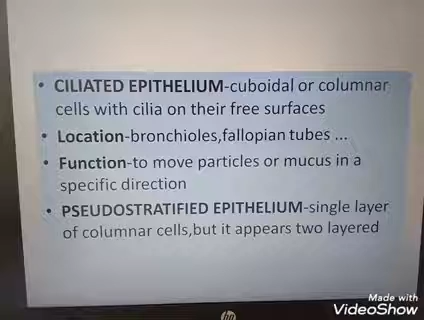 • CILIATED EPITHELIUM-cuboidal or columnar
cells with cilia on their free surfaces
• Location-bronchioles,fallopian tubes ...
• Function-to move particles or mucus in a
specific direction
• PSEUDOSTRATIFIED EPITHELIUM-single layer
of columnar cells,but it appears two layered
hp
Made with
VideoShow